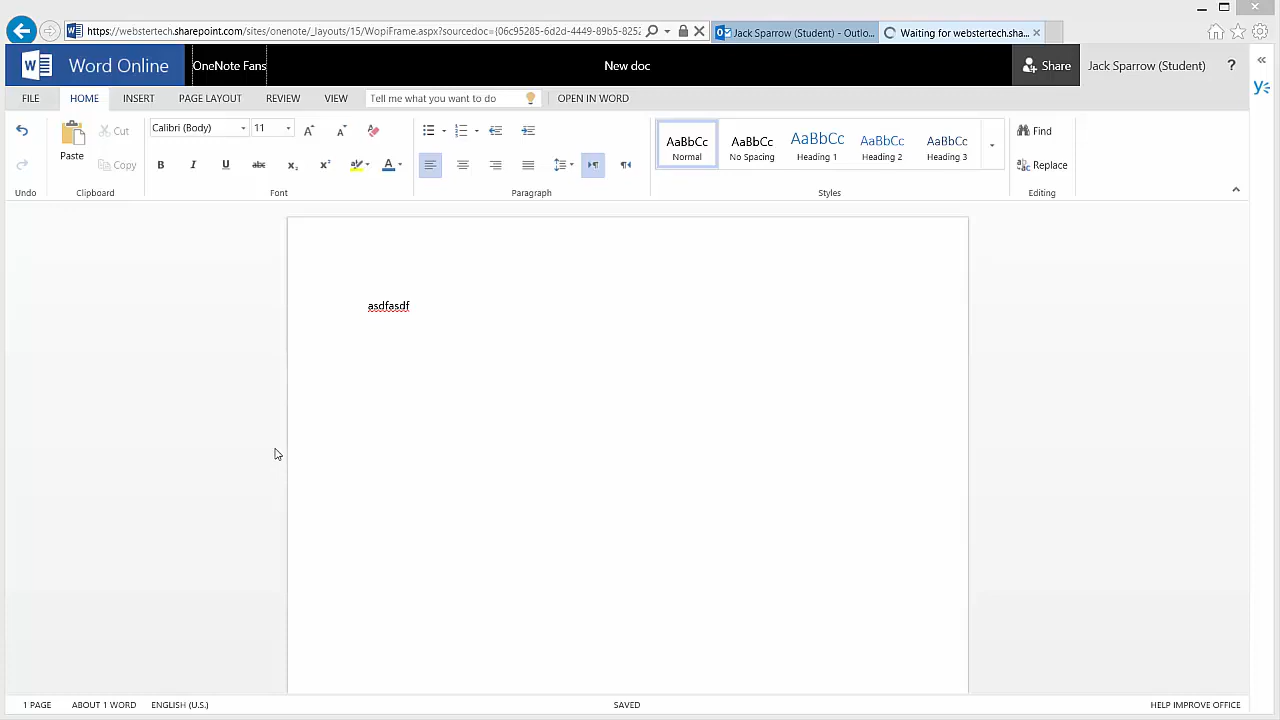 https://webstertech.sharepoint.com/sites/onenote/_layouts/15/WopiFrame.aspx?sourcedoc={06c95285-6d2d-4449-89b5-8252
Jack Sparrow (Student) - Outlo...
Waiting for webstertech.sha...
Word Online
OneNote Fans
New doc
Share
Jack Sparrow (Student)
?
FILE
HOME
INSERT
PAGE LAYOUT
REVIEW
VIEW
Tell me what you want to do
OPEN IN WORD
Paste
Cut
Copy
Calibri (Body)
11
AaBbCc
Normal
AaBbCc
No Spacing
AaBbCc
Heading 1
AaBbCc
Heading 2
AaBbCc
Heading 3
Find
Replace
Undo
Clipboard
Font
Paragraph
Styles
Editing
asdfasdf
1 PAGE
ABOUT 1 WORD
ENGLISH (U.S.)
SAVED
HELP IMPROVE OFFICE